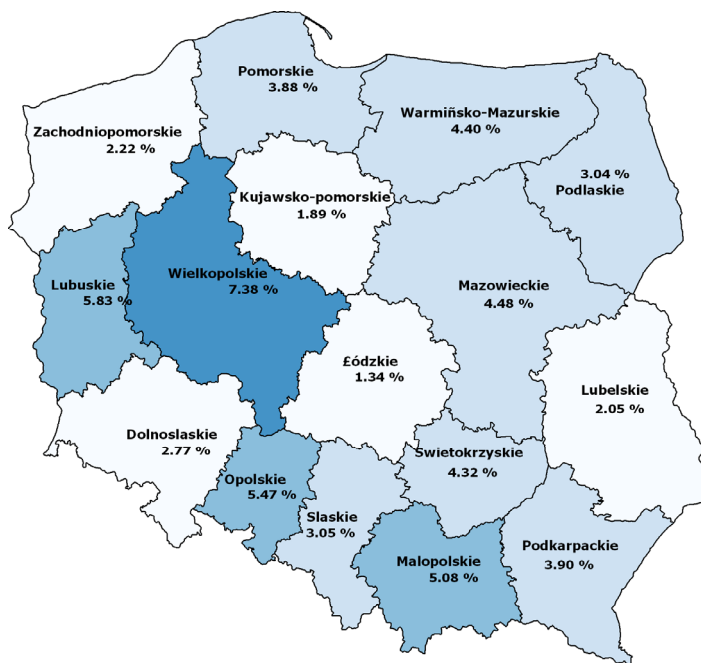 Pomorskie
3.88 %
Warmińsko-Mazurskie
4.40 %
Zachodniopomorskie
2.22 %
3.04 %
Podlaskie
Kujawsko-pomorskie
1.89 %
Wielkopolskie
7.38 %
Lubuskie
5.83 %
Mazowieckie
4.48 %
£ódzkie
1.34 %
Lubelskie
2.05 %
Dolnoslaskie
2.77 %
Swietokrzyskie
4.32 %
Opolskie
5.47 %
Slaskie
3.05 %
Podkarpackie
3.90 %
Malopolskie
5.08 %